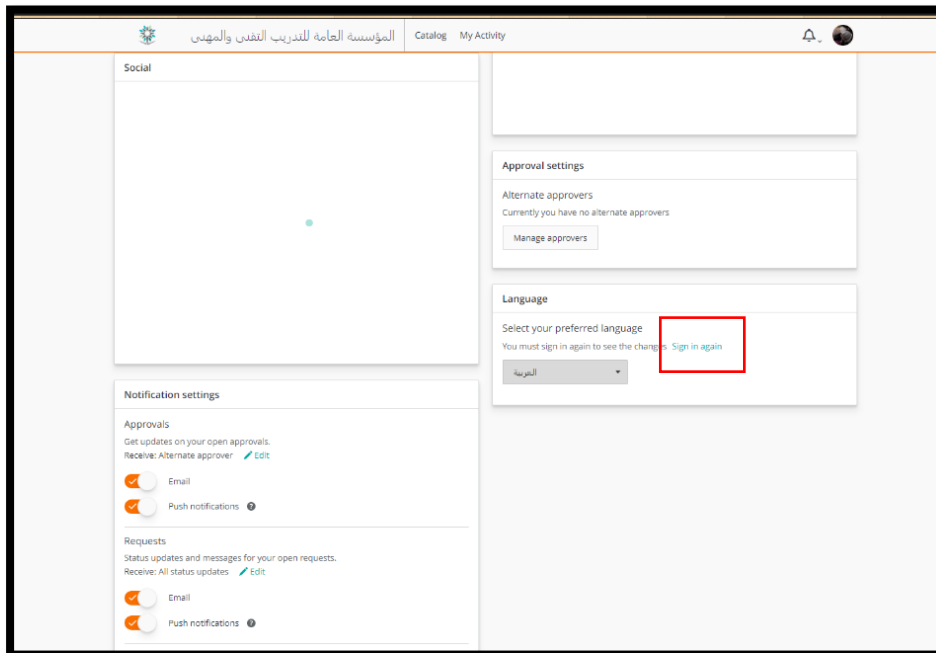 المؤسسة العامة للتدريب التقني والمهني
Catalog My Activity
Social
Approval settings
Alternate approvers
Currently you have no alternate approvers
Manage approvers
Language
Select your preferred language
You must sign in again to see the changes Sign in again
العربية
Notification settings
Approvals
Get updates on your open approvals.
Receive: Alternate approver Edit
Email
Push notifications
Requests
Status updates and messages for your open requests.
Receive: All status updates Edit
Email
Push notifications